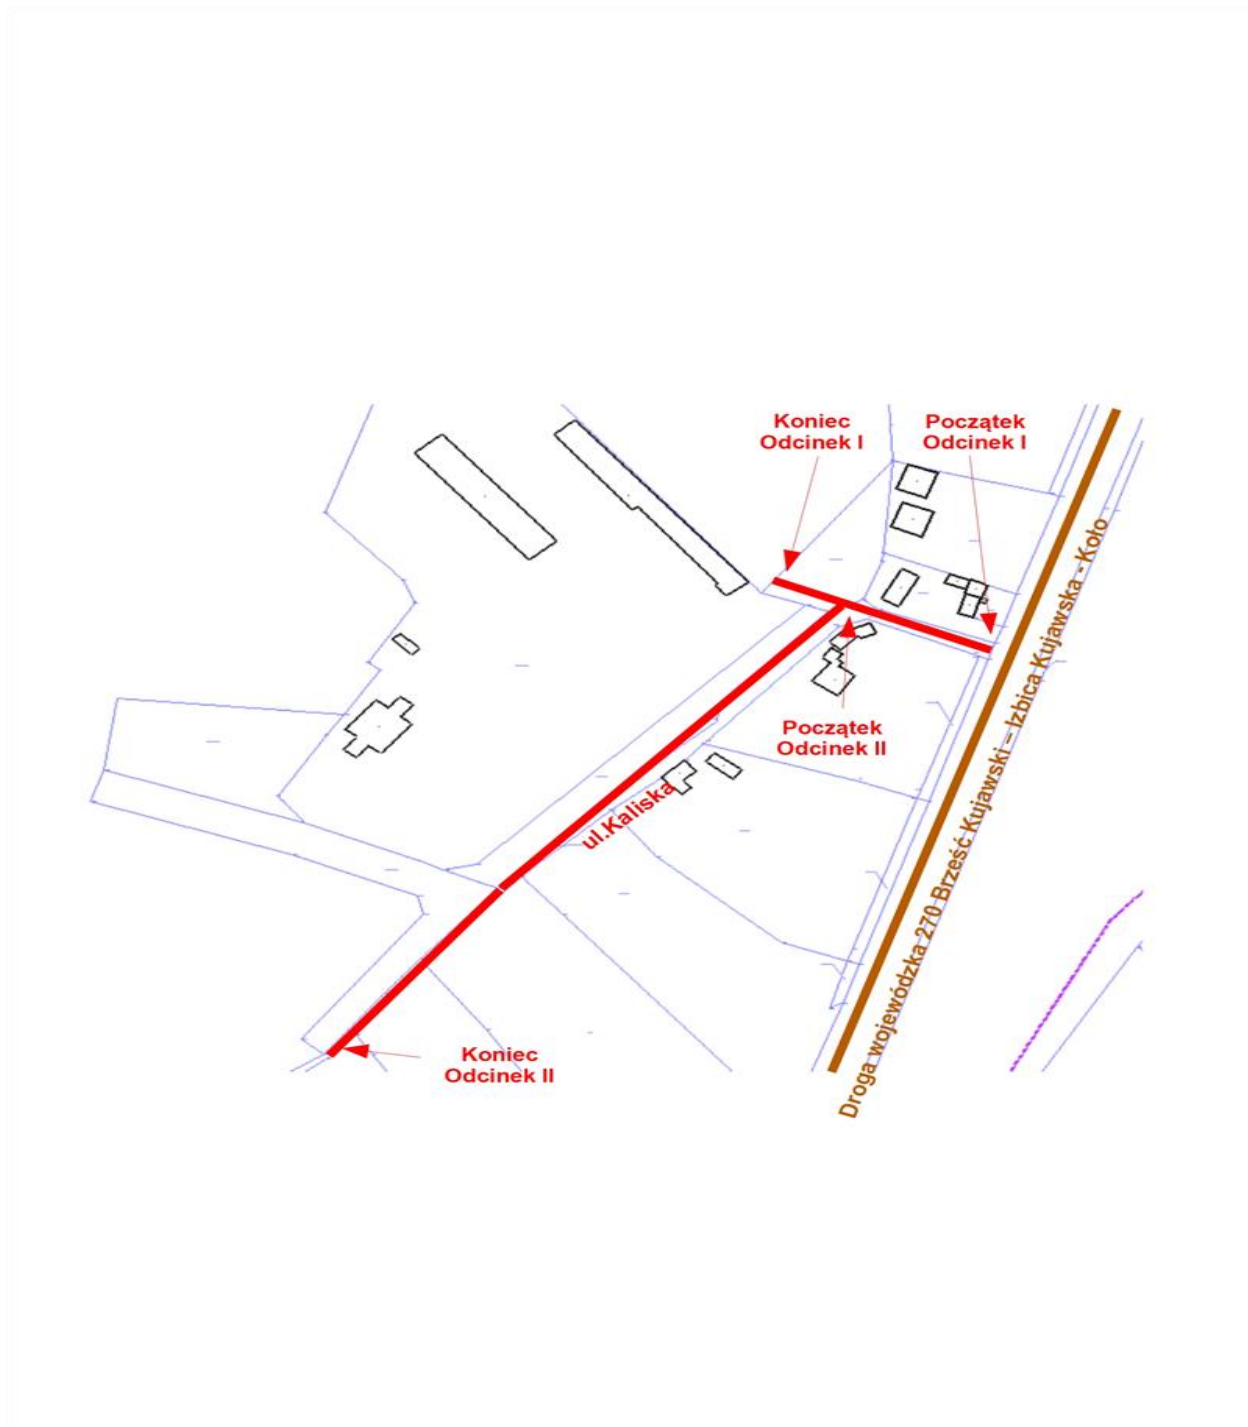 Koniec
Odcinek I
Początek
Odcinek I
Droga wojewódzka 270 Brześć Kujawski – Izbica Kujawska - Koło
Początek
Odcinek II
ul.Kaliska
Koniec
Odcinek II